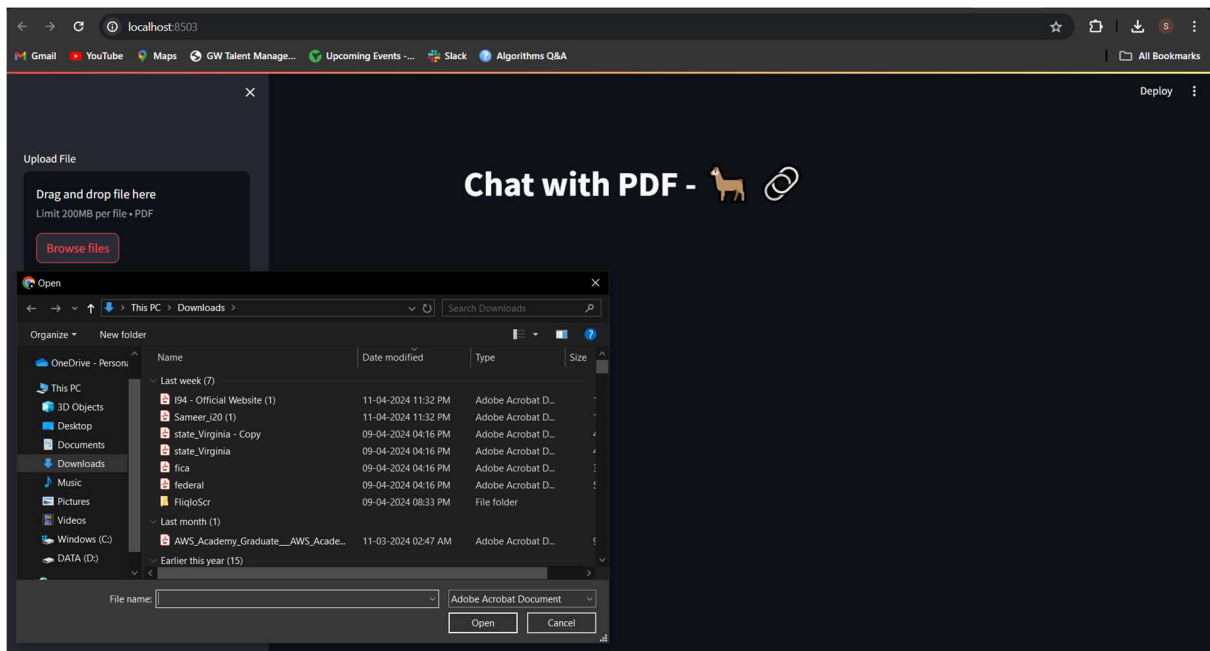 localhost:8503
S
Gmail YouTube Maps GW Talent Manage... Upcoming Events -... Slack Algorithms Q&A All Bookmarks
Deploy
Upload File
Drag and drop file here
Limit 200MB per file • PDF
Browse files
Chat with PDF -
Open
This PC > Downloads >
Search Downloads
Organize New folder
OneDrive - Person
This PC
3D Objects
Desktop
Documents
Downloads
Music
Pictures
Videos
Windows (C:)
DATA (D:)
Name Date modified Type Size
Last week (7)
I94 - Official Website (1) 11-04-2024 11:32 PM Adobe Acrobat D...
Sameer_i20 (1) 11-04-2024 11:32 PM Adobe Acrobat D...
state_Virginia - Copy 09-04-2024 04:16 PM Adobe Acrobat D...
state_Virginia 09-04-2024 04:16 PM Adobe Acrobat D...
fica 09-04-2024 04:16 PM Adobe Acrobat D...
federal 09-04-2024 04:16 PM Adobe Acrobat D...
FliqloScr 09-04-2024 08:33 PM File folder
Last month (1)
AWS_Academy_Graduate__AWS_Acade... 11-03-2024 02:47 AM Adobe Acrobat D...
Earlier this year (15)
File name:
Adobe Acrobat Document
Open Cancel